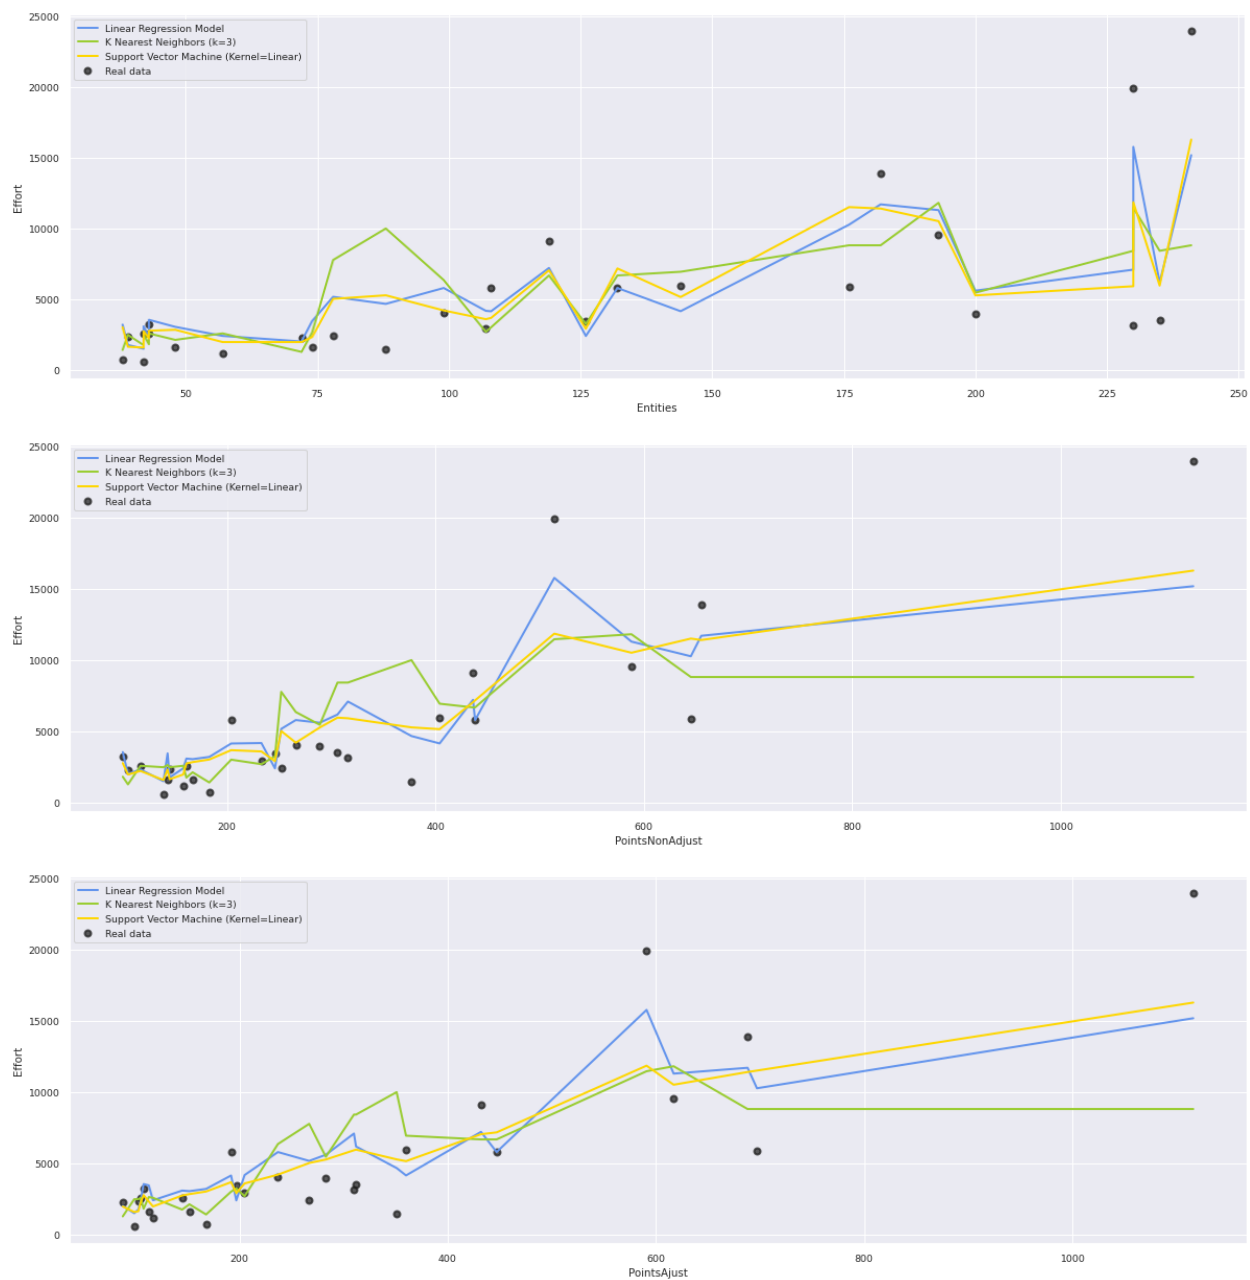 25000
Linear Regression Model
K Nearest Neighbors (k=3)
Support Vector Machine (Kernel=Linear)
Real data
20000
15000
Effort
10000
5000
0
50 75 100 125 150 175 200 225 250
Entities
25000
Linear Regression Model
K Nearest Neighbors (k=3)
Support Vector Machine (Kernel=Linear)
Real data
20000
15000
Effort
10000
5000
0
200 400 600 800 1000
PointsNonAdjust
25000
Linear Regression Model
K Nearest Neighbors (k=3)
Support Vector Machine (Kernel=Linear)
Real data
20000
15000
Effort
10000
5000
0
200 400 600 800 1000
PointsAjust